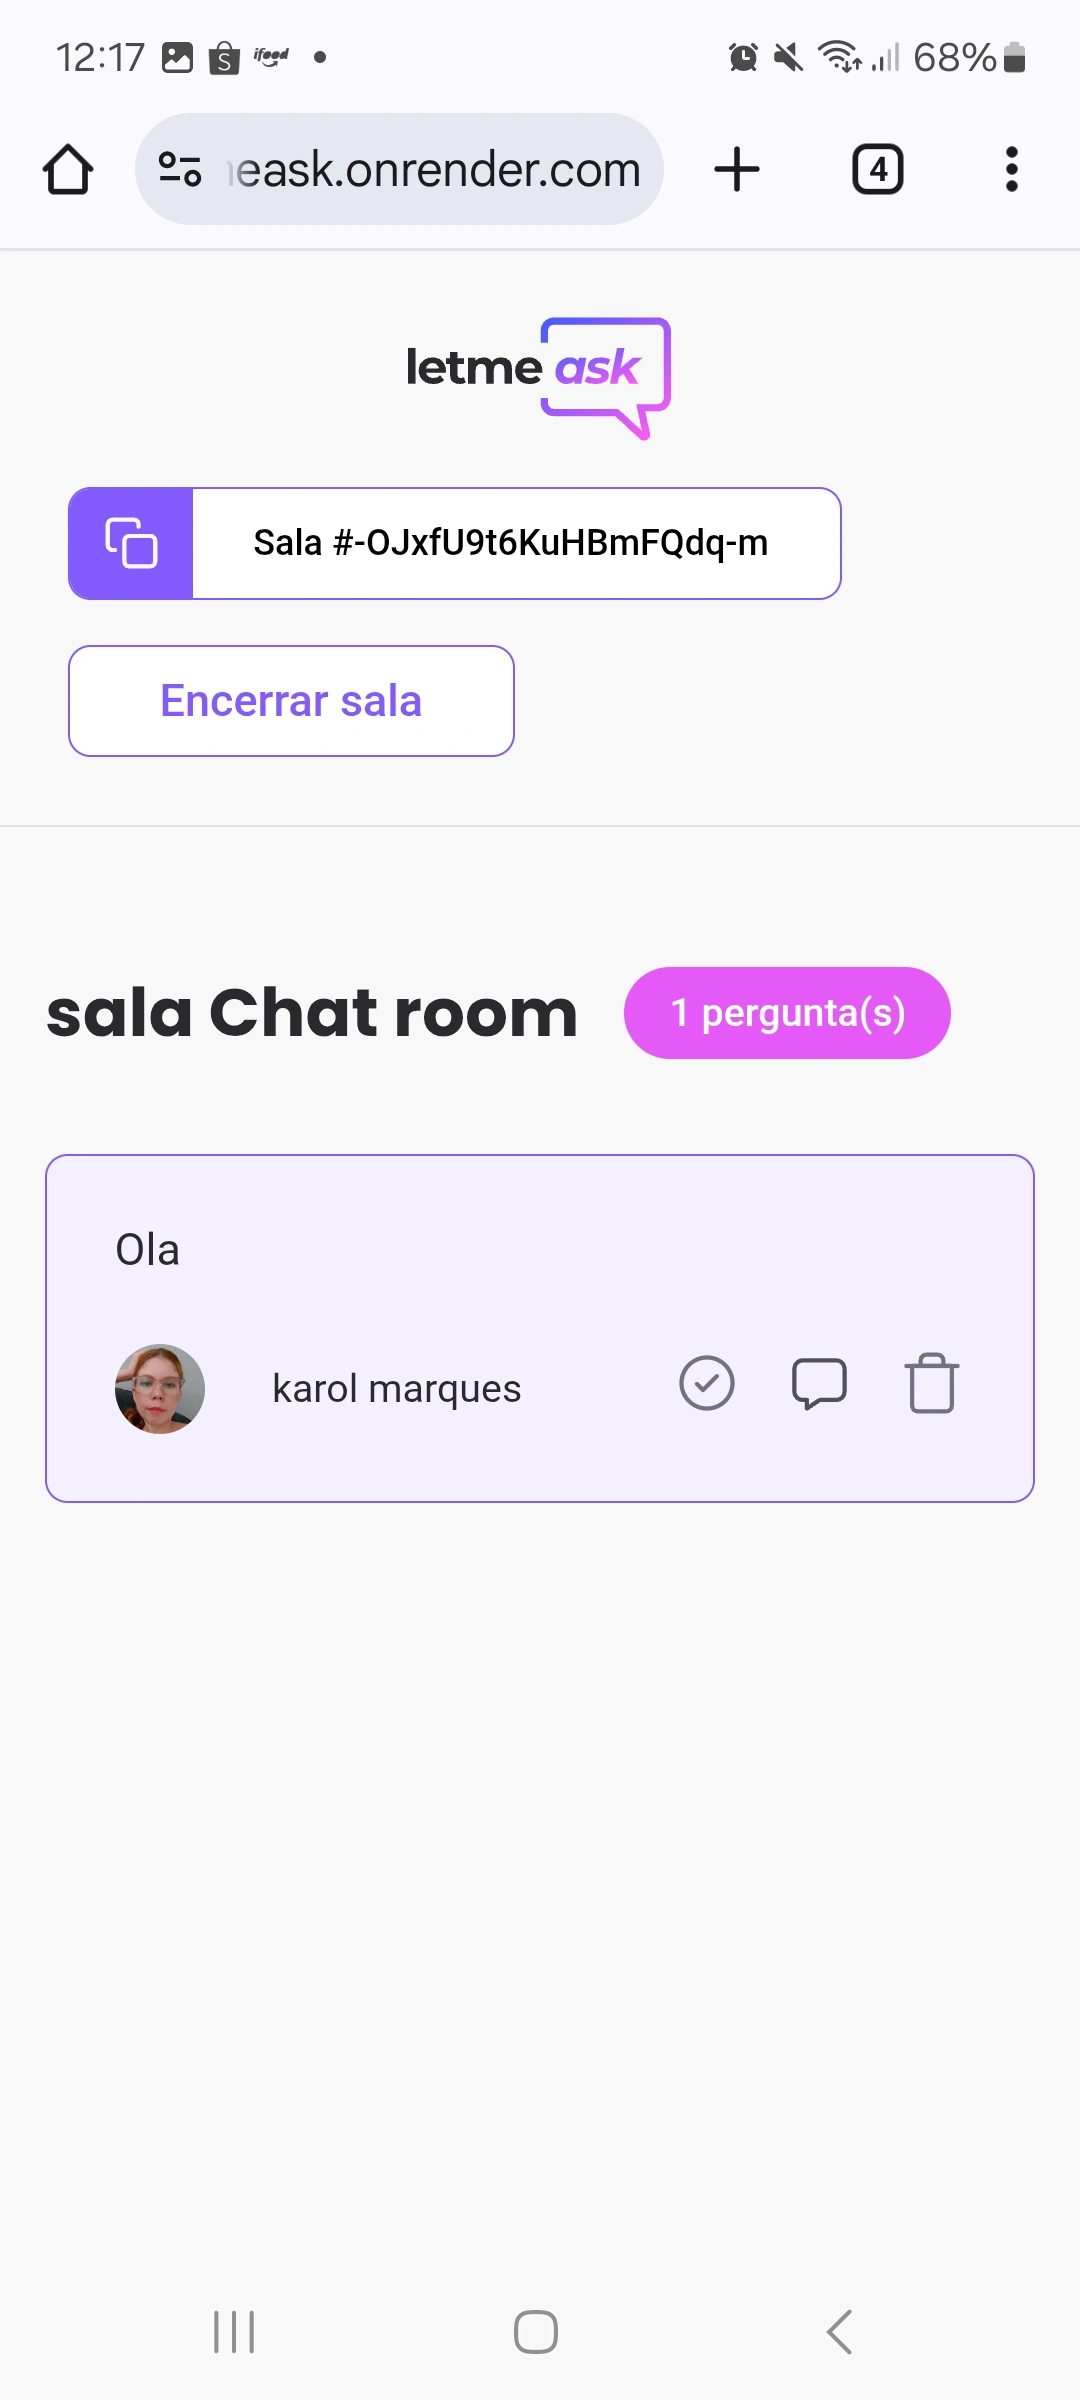 12:17
S
ifood
68%
eask.onrender.com
4
letme ask
Sala #-OJxfU9t6KuHBmFQdq-m
Encerrar sala
sala Chat room
1 pergunta(s)
Ola
karol marques